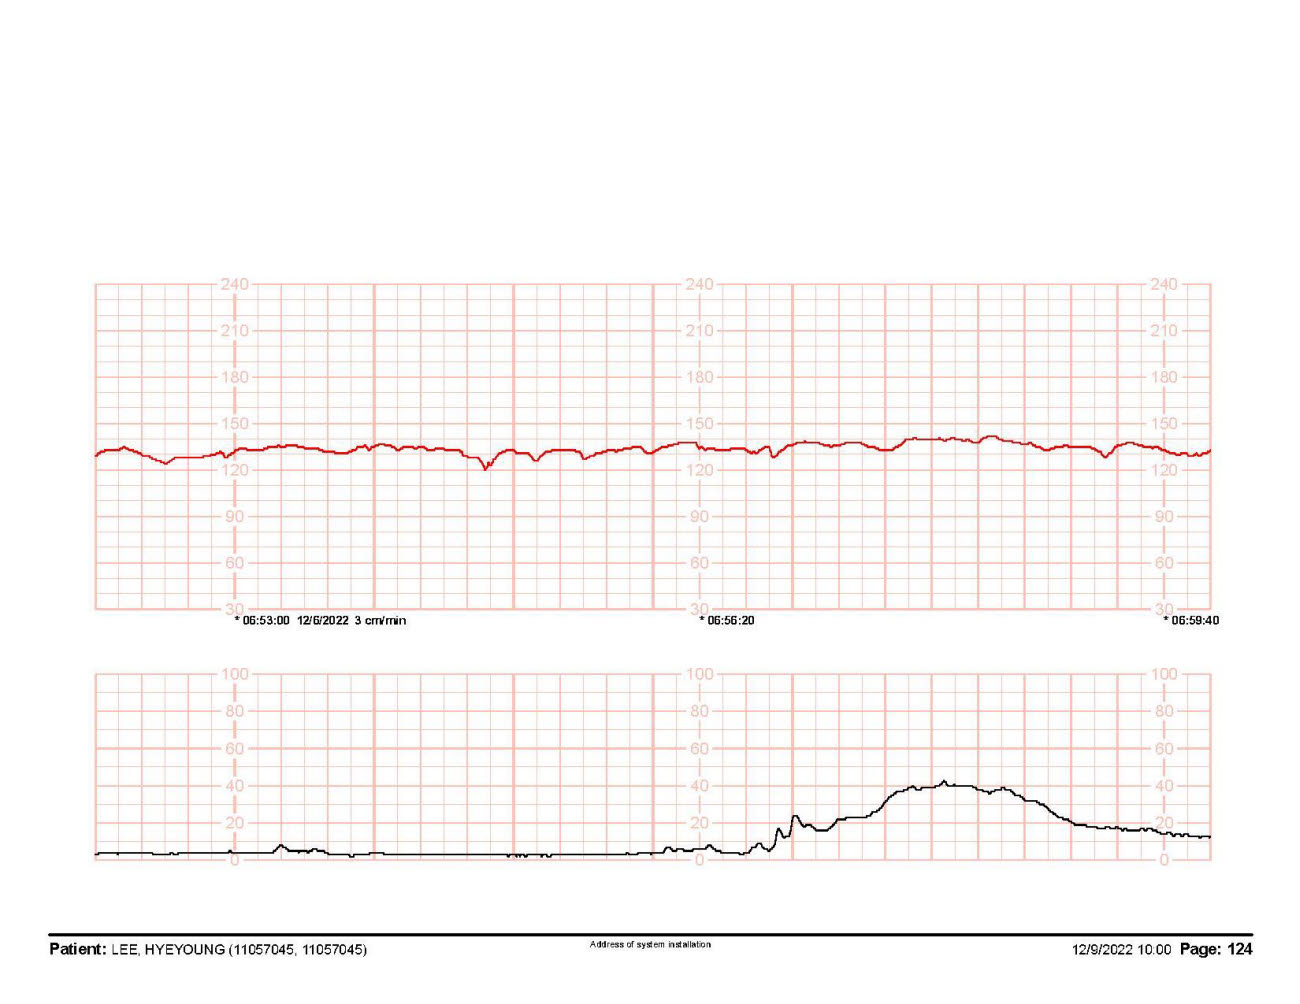 240 240 240
210 210 210
180 180 180
150 150 150
120 120 120
90 90 90
60 60 60
30 30 30
* 06:53:00 12/6/2022 3 cm/min * 06:56:20 * 06:59:40
100 100 100
80 80 80
60 60 60
40 40 40
20 20 20
0 0 0
Patient: LEE, HYEYOUNG (11057045, 11057045) Address of system installation 12/9/2022 10:00 Page: 124